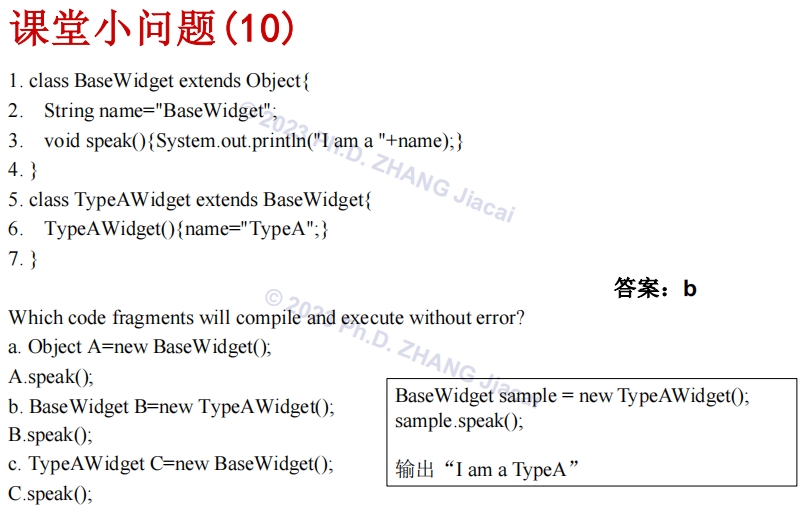 课堂小问题(10)
1. class BaseWidget extends Object{
2. String name="BaseWidget";
3. void speak(){System.out.println("I am a "+name);}
4. }
5. class TypeAWidget extends BaseWidget{
6. TypeAWidget(){name="TypeA";}
7. }
© 2023 Ph.D. ZHANG Jiacai
答案：b
Which code fragments will compile and execute without error?
a. Object A=new BaseWidget();
A.speak();
b. BaseWidget B=new TypeAWidget();
B.speak();
c. TypeAWidget C=new BaseWidget();
C.speak();
© 2023 Ph.D. ZHANG Jiacai
BaseWidget sample = new TypeAWidget();
sample.speak();
输出“I am a TypeA”